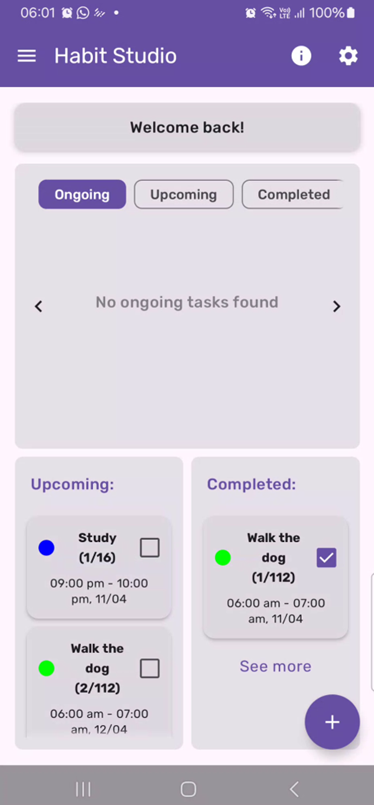 06:01
Vo) LTE 100%
Habit Studio
Welcome back!
Ongoing
Upcoming
Completed
No ongoing tasks found
Upcoming:
Study
(1/16)
09:00 pm - 10:00
pm, 11/04
Walk the
dog
(2/112)
06:00 am - 07:00
am, 12/04
Completed:
Walk the
dog
(1/112)
06:00 am - 07:00
am, 11/04
See more